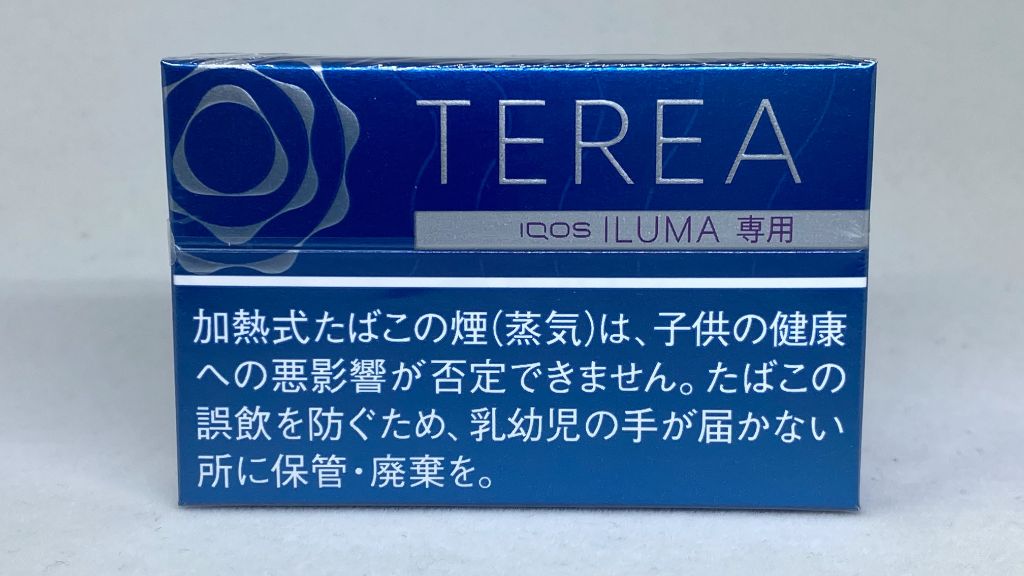 TEREA
IQOS ILUMA 専用
加熱式たばこの煙(蒸気)は、子供の健康
への悪影響が否定できません。たばこの
誤飲を防ぐため、乳幼児の手が届かない
所に保管・廃棄を。